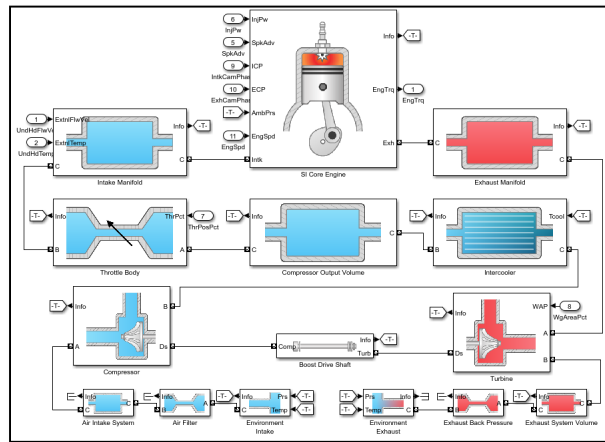 6
InjPw
InjPw
5
SpkAdv
SpkAdv
9
ICP
IntkCamPhas
10
ECP
ExhCamPhas
-T-
AmbPrs
11
EngSpd
EngSpd
Intk
Info
-T-
EngTrq
1
EngTrq
Exh
SI Core Engine
1
ExtnlFlwVel
UndHdFlwVel
2
ExtnlTemp
UndHdTemp
C
Info
-T-
C
Intake Manifold
C
Info
-T-
C
Exhaust Manifold
-T-
Info
ThrPct
7
ThrPosPct
B
A
Throttle Body
-T-
Info
C
C
Compressor Output Volume
-T-
Info
Tcool
-T-
B
C
Intercooler
-T-
Info
B
A
Ds
Compressor
Comp
Info
-T-
Turb
Boost Drive Shaft
-T-
Info
WAP
8
WgAreaPct
A
Ds
B
Turbine
Info
C
C
Air Intake System
Info
B
A
Air Filter
-T-
Info
Prs
-T-
C
Temp
-T-
Environment
Intake
-T-
Prs
Info
-T-
Temp
C
Environment
Exhaust
Info
B
A
Exhaust Back Pressure
-T-
Info
C
C
Exhaust System Volume